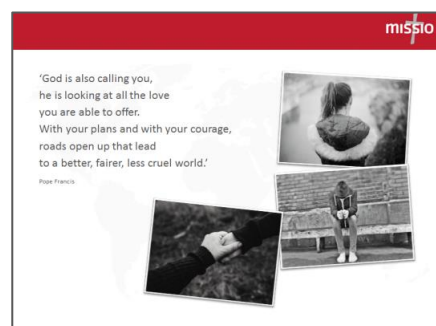 missio
‘God is also calling you,
he is looking at all the love
you are able to offer.
With your plans and with your courage,
roads open up that lead
to a better, fairer, less cruel world.’
Pope Francis